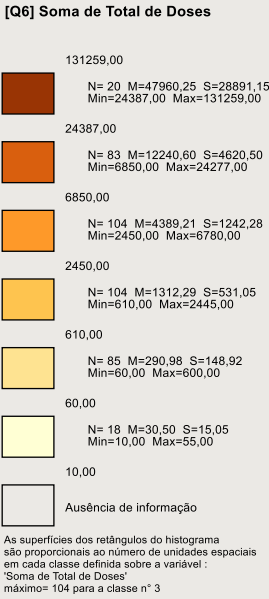 [Q6] Soma de Total de Doses
131259,00
N= 20 M=47960,25 S=28891,15
Min=24387,00 Max=131259,00
24387,00
N= 83 M=12240,60 S=4620,50
Min=6850,00 Max=24277,00
6850,00
N= 104 M=4389,21 S=1242,28
Min=2450,00 Max=6780,00
2450,00
N= 104 M=1312,29 S=531,05
Min=610,00 Max=2445,00
610,00
N= 85 M=290,98 S=148,92
Min=60,00 Max=600,00
60,00
N= 18 M=30,50 S=15,05
Min=10,00 Max=55,00
10,00
Ausência de informação
As superfícies dos retângulos do histograma
são proporcionais ao número de unidades espaciais
em cada classe definida sobre a variável :
'Soma de Total de Doses'
máximo= 104 para a classe n° 3